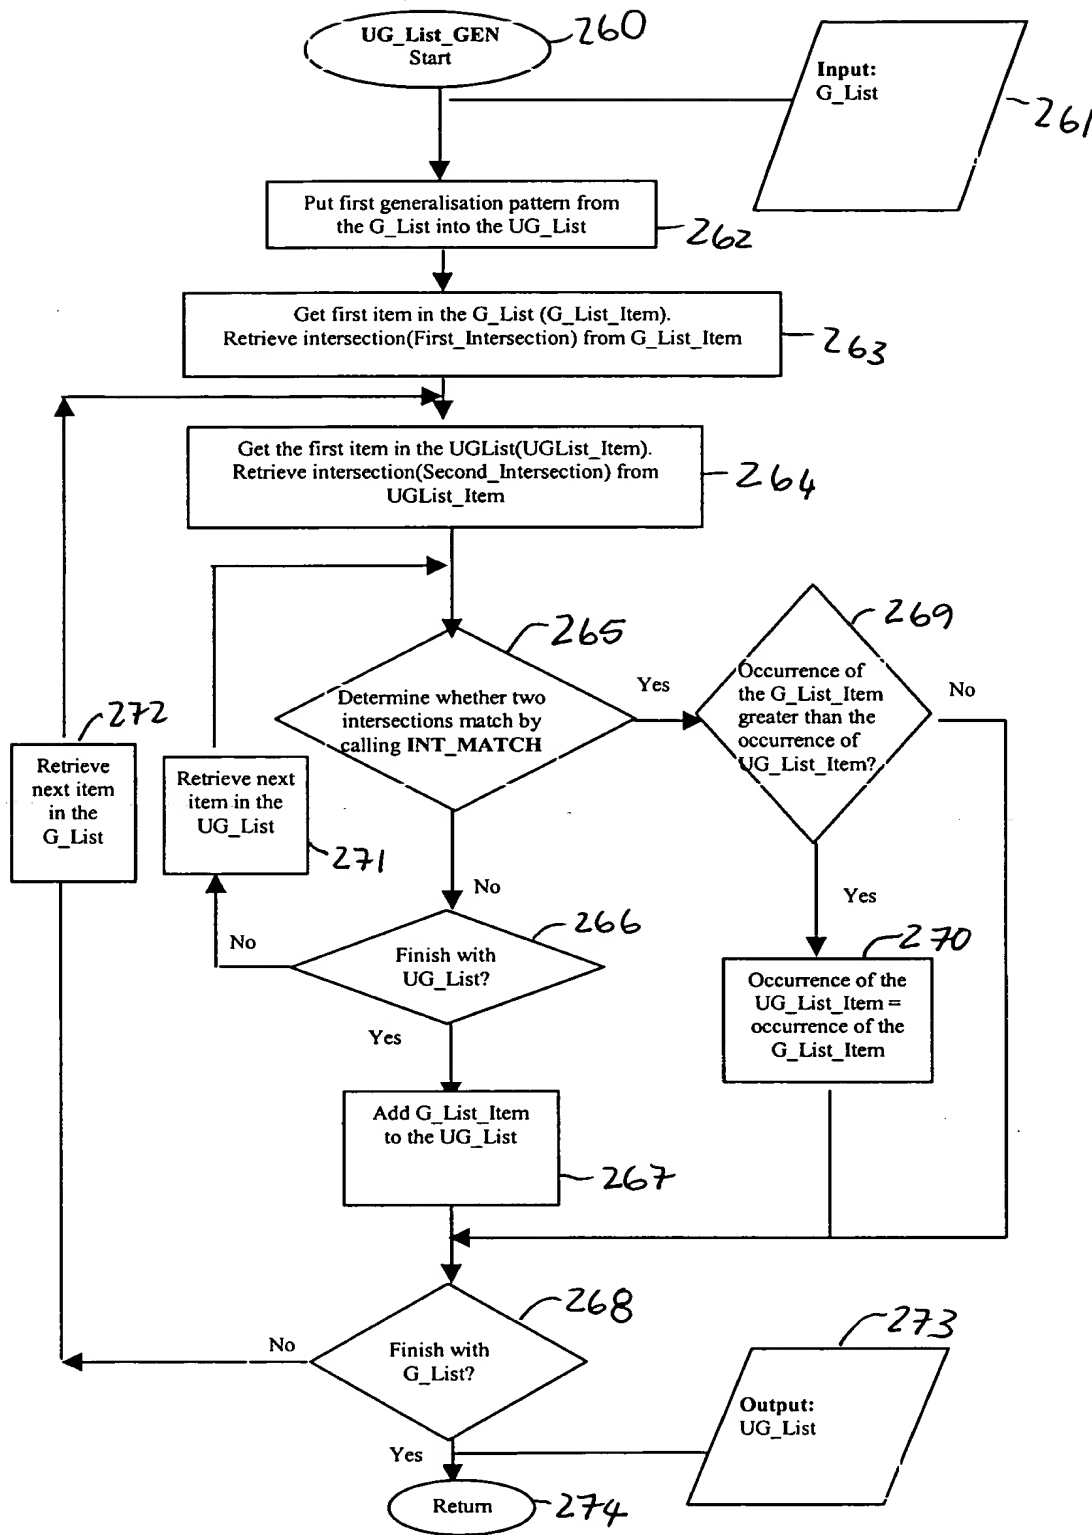 UG_List_GEN
Start
260
Input:
G_List
261
Put first generalisation pattern from
the G_List into the UG_List
262
Get first item in the G_List (G_List_Item).
Retrieve intersection(First_Intersection) from G_List_Item
263
Get the first item in the UGList(UGList_Item).
Retrieve intersection(Second_Intersection) from
UGList_Item
264
265
Determine whether two
intersections match by
calling INT_MATCH
Yes
269
Occurrence of
the G_List_Item
greater than the
occurrence of
UG_List_Item?
No
272
Retrieve
next item
in the
G_List
Retrieve next
item in the
UG_List
271
No
Yes
266
Finish with
UG_List?
No
270
Occurrence of the
UG_List_Item =
occurrence of the
G_List_Item
Yes
Add G_List_Item
to the UG_List
267
268
Finish with
G_List?
No
273
Output:
UG_List
Yes
Return
274